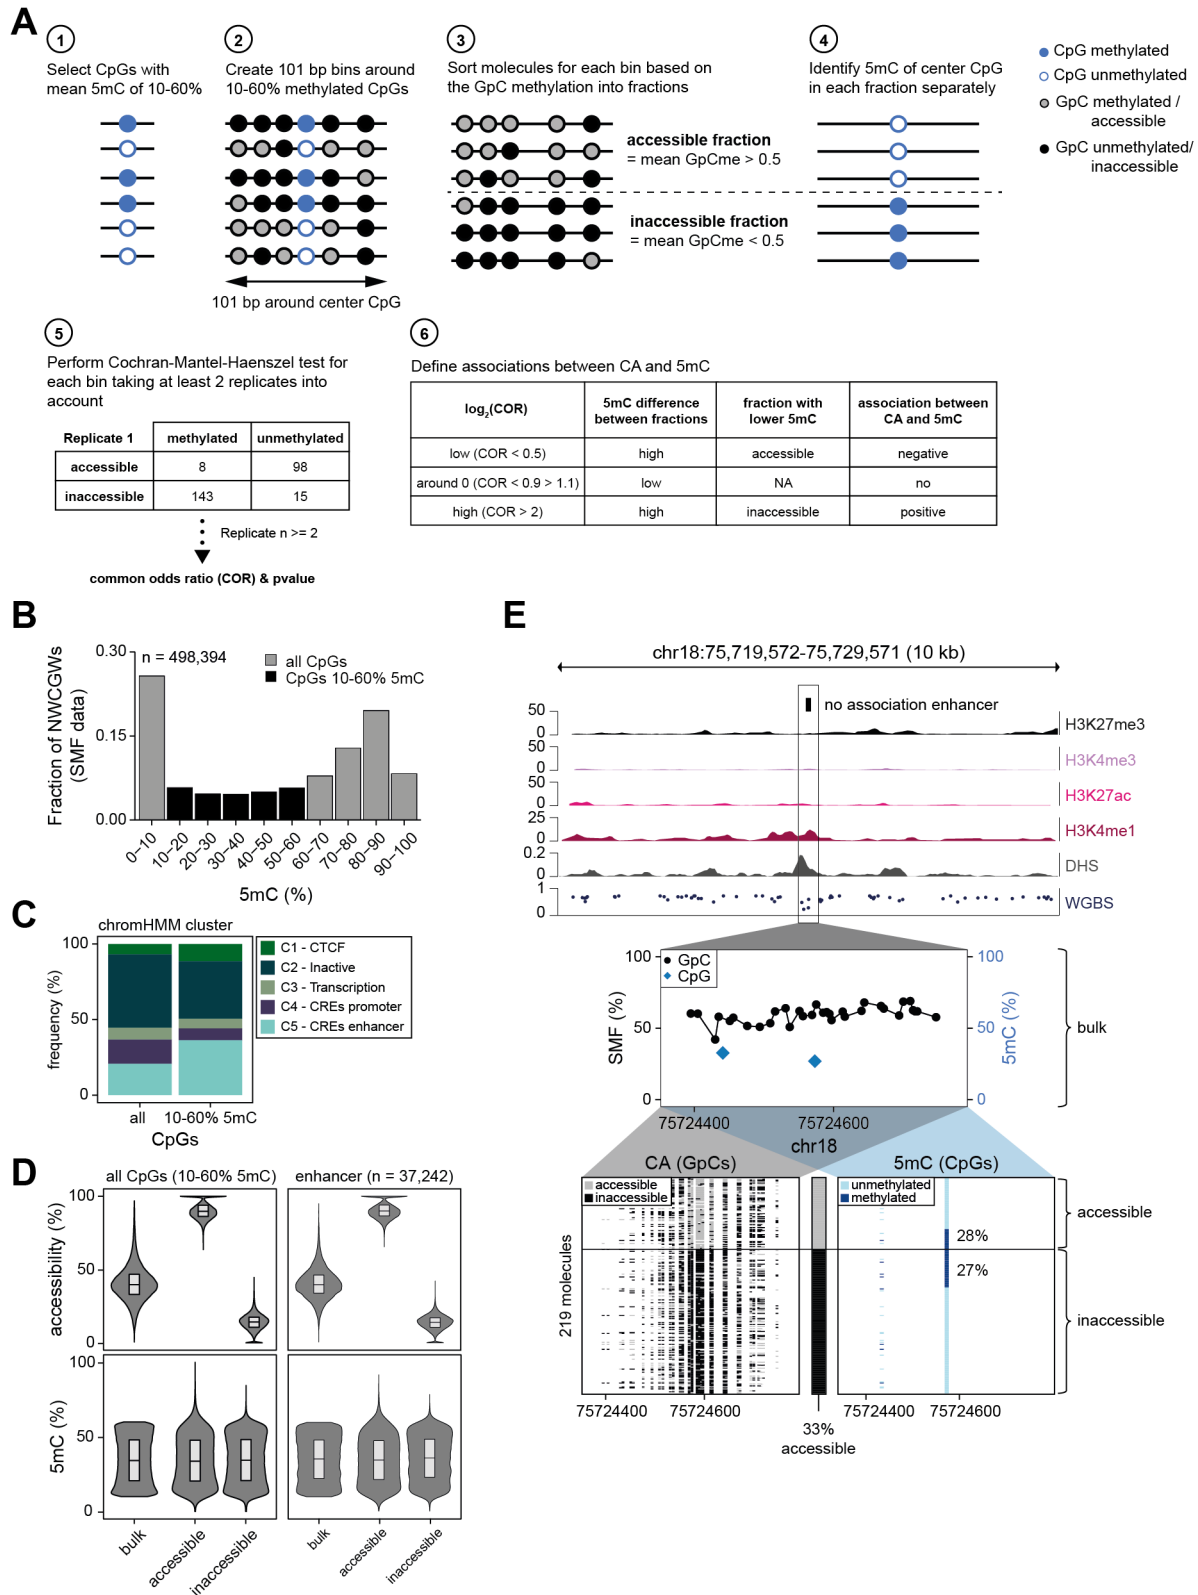 A
1
Select CpGs with
mean 5mC of 10-60%
2
Create 101 bp bins around
10-60% methylated CpGs
101 bp around center CpG
3
Sort molecules for each bin based on
the GpC methylation into fractions
accessible fraction
= mean GpCme > 0.5
inaccessible fraction
= mean GpCme < 0.5
4
Identify 5mC of center CpG
in each fraction separately
CpG methylated
CpG unmethylated
GpC methylated /
accessible
GpC unmethylated/
inaccessible
5
Perform Cochran-Mantel-Haenszel test for
each bin taking at least 2 replicates into
account
Replicate 1 methylated unmethylated
accessible 8 98
inaccessible 143 15
Replicate n >= 2
common odds ratio (COR) & pvalue
6
Define associations between CA and 5mC
log2(COR) 5mC difference between fractions fraction with lower 5mC association between CA and 5mC
low (COR < 0.5) high accessible negative
around 0 (COR < 0.9 > 1.1) low NA no
high (COR > 2) high inaccessible positive
B
Fraction of NWCGWs
(SMF data)
0.30
0.15
0.00
n = 498,394
all CpGs
CpGs 10-60% 5mC
0–10 10–20 20–30 30–40 40–50 50–60 60–70 70–80 80–90 90–100
5mC (%)
C
chromHMM cluster
frequency (%)
100
50
0
all 10-60% 5mC
CpGs
C1 - CTCF
C2 - Inactive
C3 - Transcription
C4 - CREs promoter
C5 - CREs enhancer
D
all CpGs (10-60% 5mC) enhancer (n = 37,242)
accessibility (%)
100
50
0
5mC (%)
100
50
0
bulk accessible inaccessible bulk accessible inaccessible
E
chr18:75,719,572-75,729,571 (10 kb)
no association enhancer
50
0
H3K27me3
50
0
H3K4me3
50
0
H3K27ac
25
0
H3K4me1
0.2
0
DHS
1
0
WGBS
GpC
CpG
SMF (%)
100
50
0
100
50
0
5mC (%)
bulk
75724400 75724600
chr18
CA (GpCs) 5mC (CpGs)
accessible
inaccessible
unmethylated
methylated
219 molecules
28%
27%
accessible
inaccessible
75724400 75724600 75724400 75724600
33%
accessible